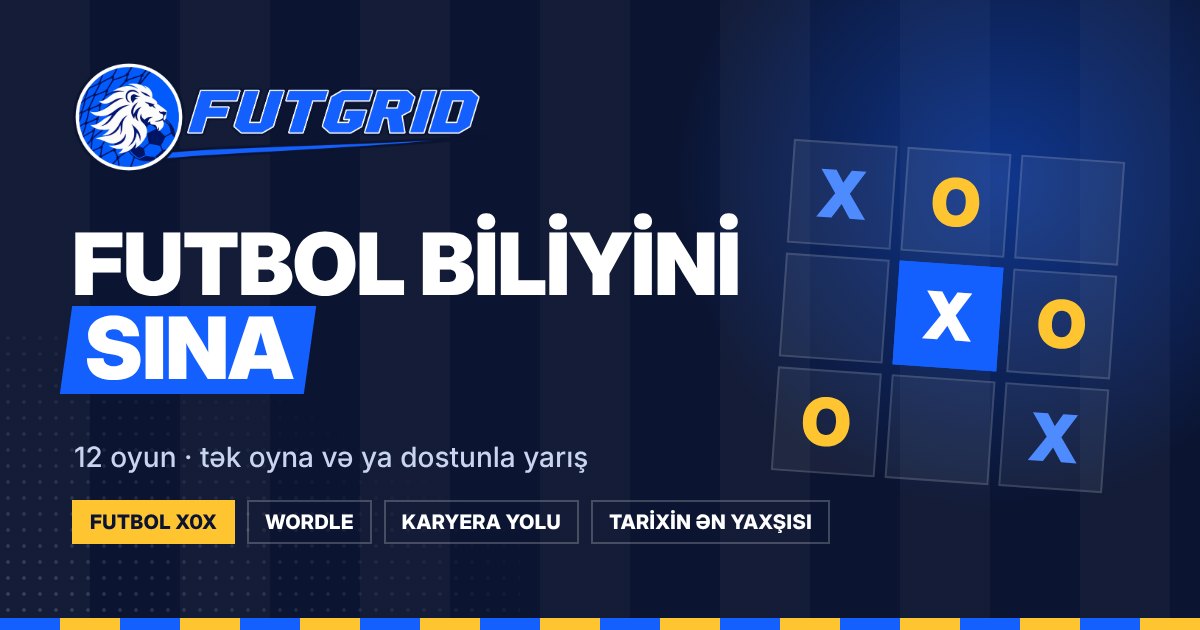 FUTGRID
FUTBOL BİLİYİNİ
SINA
12 oyun · tək oyna və ya dostunla yarış
FUTBOL X0X
WORDLE
KARYERA YOLU
TARİXİN ƏN YAXŞISI
X O
X O
O X